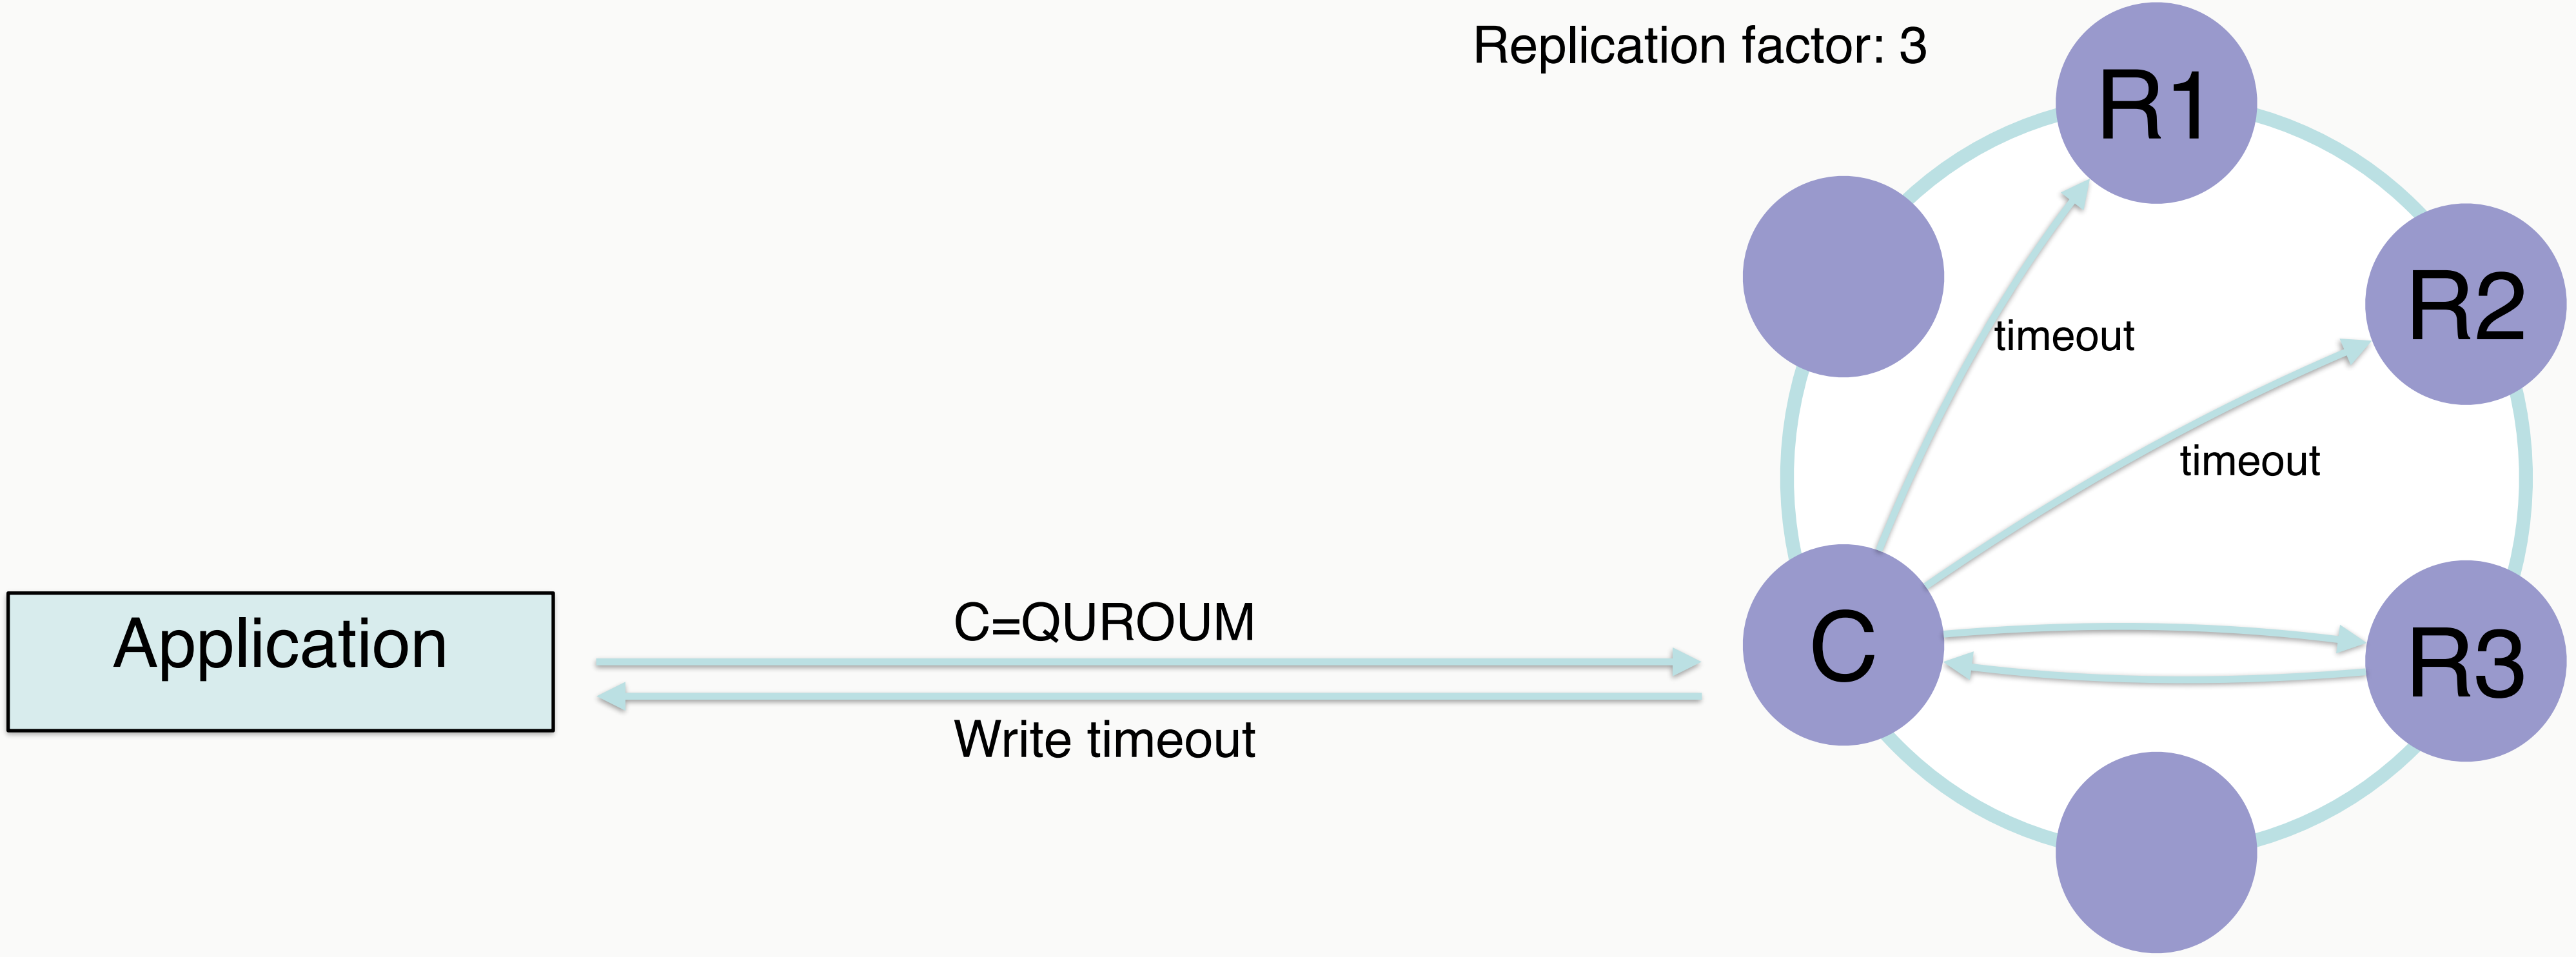 Replication factor: 3
R1
R2
timeout
timeout
Application
C=QUROUM
Write timeout
C
R3